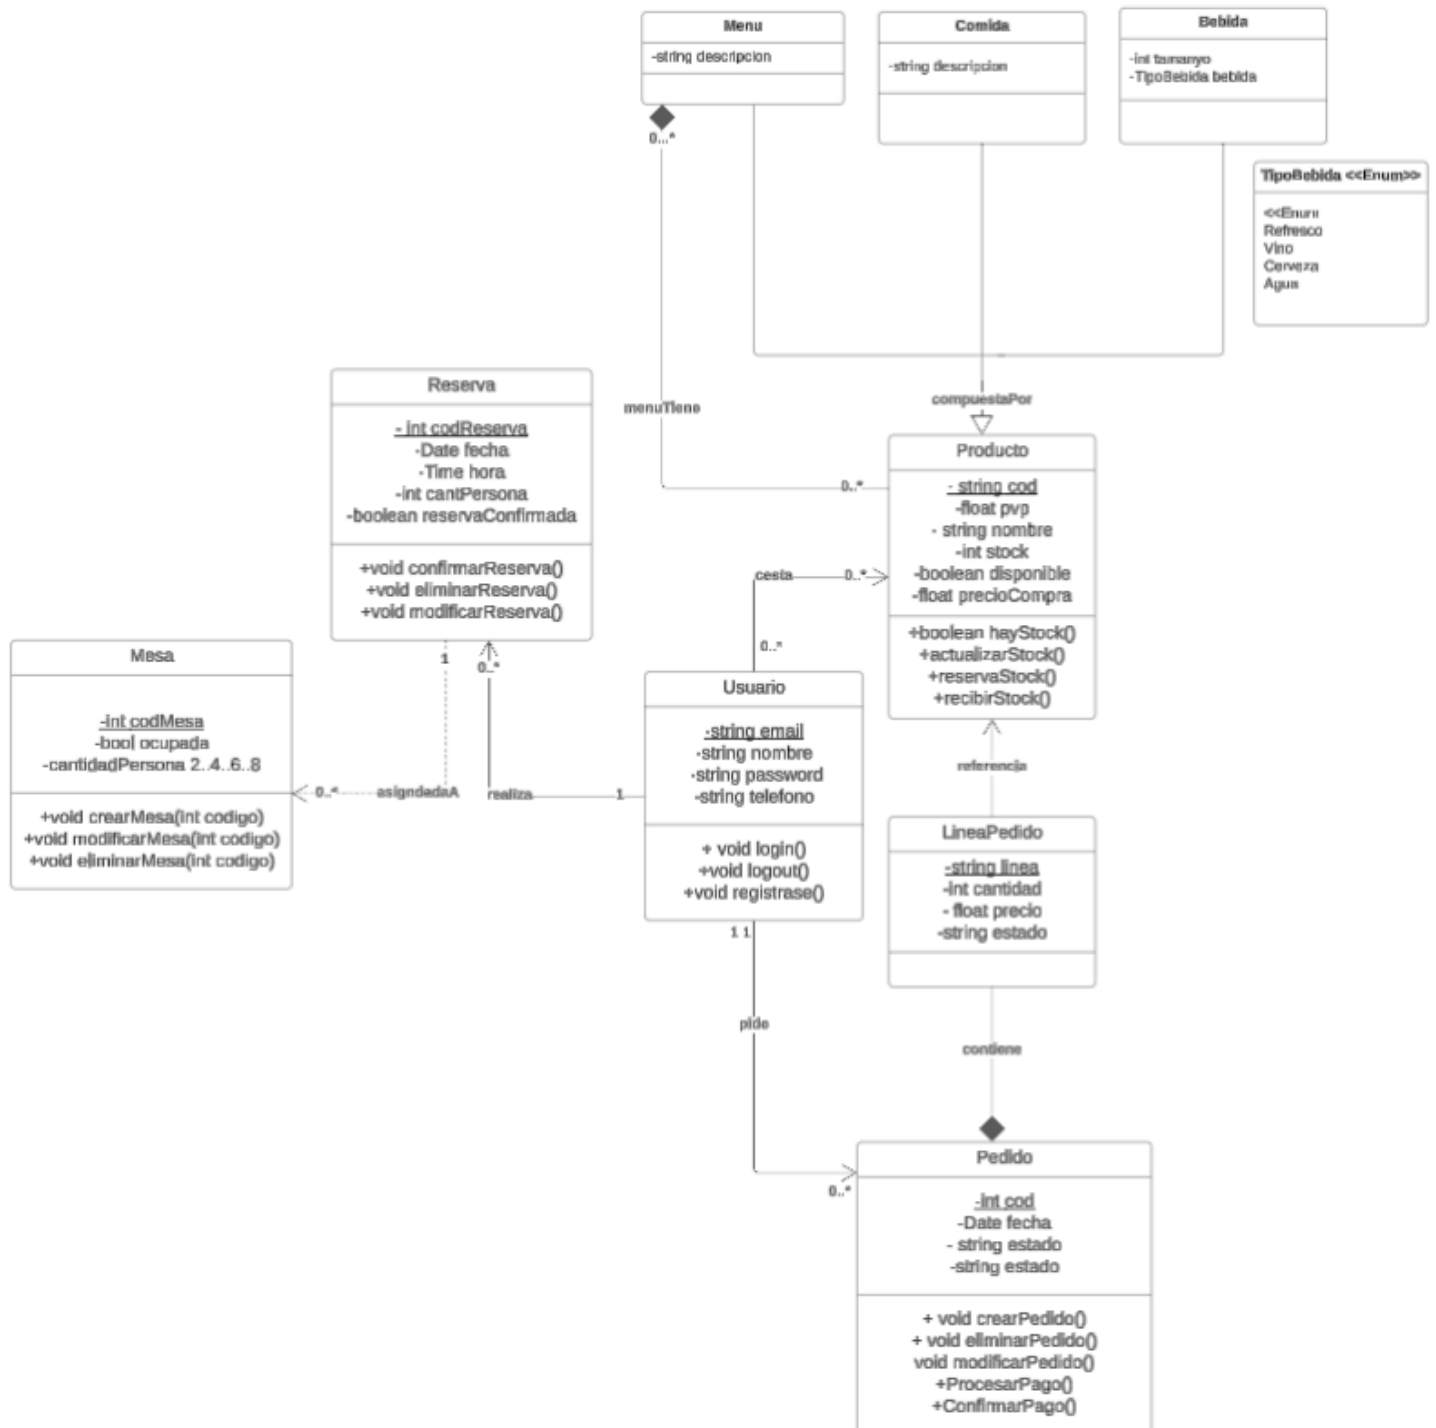 Menu
-string descripcion
0...*
Comida
-string descripcion
Bebida
-int tamanyo
-TipoBebida bebida
TipoBebida <<Enum>>
<<Enum
Refresco
Vino
Cerveza
Agua
menuTiene
0..*
compuestaPor
Producto
- string cod
-float pvp
- string nombre
-int stock
-boolean disponible
-float precioCompra
+boolean hayStock()
+actualizarStock()
+reservaStock()
+recibirStock()
Reserva
- int codReserva
-Date fecha
-Time hora
-int cantPersona
-boolean reservaConfirmada
+void confirmarReserva()
+void eliminarReserva()
+void modificarReserva()
1
0..*
cesta
0..*
0..*
Mesa
-int codMesa
-bool ocupada
-cantidadPersona 2..4..6..8
+void crearMesa(int codigo)
+void modificarMesa(int codigo)
+void eliminarMesa(int codigo)
0..*
asigndadaA
realiza
1
Usuario
-string email
-string nombre
-string password
-string telefono
+ void login()
+void logout()
+void registrase()
1 1
referencia
LineaPedido
-string linea
-int cantidad
- float precio
-string estado
pide
contiene
0..*
Pedido
-int cod
-Date fecha
- string estado
-string estado
+ void crearPedido()
+ void eliminarPedido()
void modificarPedido()
+ProcesarPago()
+ConfirmarPago()